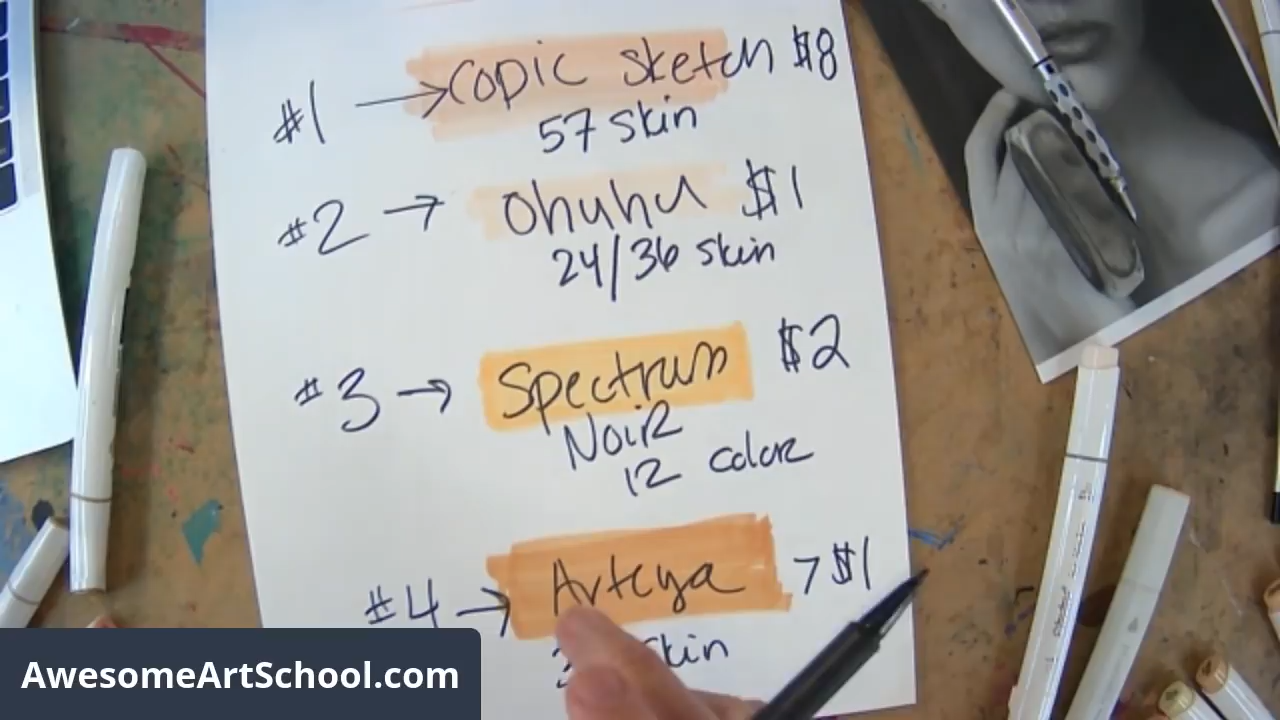 #1 → Copic Sketch $8
57 Skin
#2 → Ohuhu $1
24/36 Skin
#3 → Spectrum $2
Noir
12 color
#4 → Arteza >$1
Skin
AwesomeArtSchool.com